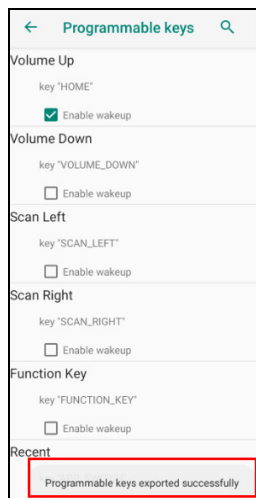 Programmable keys
Volume Up
key "HOME"
Enable wakeup
Volume Down
key "VOLUME_DOWN"
Enable wakeup
Scan Left
key "SCAN_LEFT"
Enable wakeup
Scan Right
key "SCAN_RIGHT"
Enable wakeup
Function Key
key "FUNCTION_KEY"
Enable wakeup
Recent
Programmable keys exported successfully